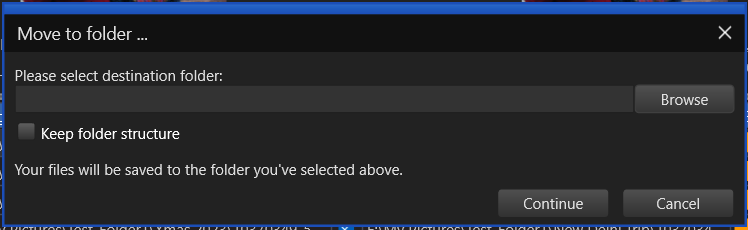 Move to folder ...
Please select destination folder:
Browse
Keep folder structure
Your files will be saved to the folder you've selected above.
Continue
Cancel